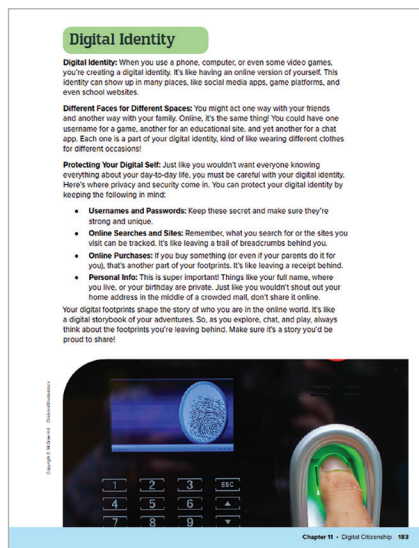 Digital Identity
Digital Identity: When you use a phone, computer, or even some video games,
you're creating a digital identity. It's like having an online version of yourself. This
identity can show up in many places, like social media apps, game platforms, and
even school websites.
Different Faces for Different Spaces: You might act one way with your friends
and another way with your family. Online, it's the same thing! You could have one
username for a game, another for an educational site, and yet another for a chat
app. Each one is a part of your digital identity, kind of like wearing different clothes
for different occasions!
Protecting Your Digital Self: Just like you wouldn't want everyone knowing
everything about your day-to-day life, you must be careful with your digital identity.
Here's where privacy and security come in. You can protect your digital identity by
keeping the following in mind:
• Usernames and Passwords: Keep these secret and make sure they're
strong and unique.
• Online Searches and Sites: Remember, what you search for or the sites you
visit can be tracked. It's like leaving a trail of breadcrumbs behind you.
• Online Purchases: If you buy something (or even if your parents do it for
you), that's another part of your footprints. It's like leaving a receipt behind.
• Personal Info: This is super important! Things like your full name, where
you live, or your birthday are private. Just like you wouldn't shout out your
home address in the middle of a crowded mall, don't share it online.
Your digital footprints shape the story of who you are in the online world. It's like
a digital storybook of your adventures. So, as you explore, chat, and play, always
think about the footprints you're leaving behind. Make sure it's a story you'd be
proud to share!
1 2 3 ESC
4 5 6
7 8 9
Copyright © McGraw Hill
Chapter 11 • Digital Citizenship 183